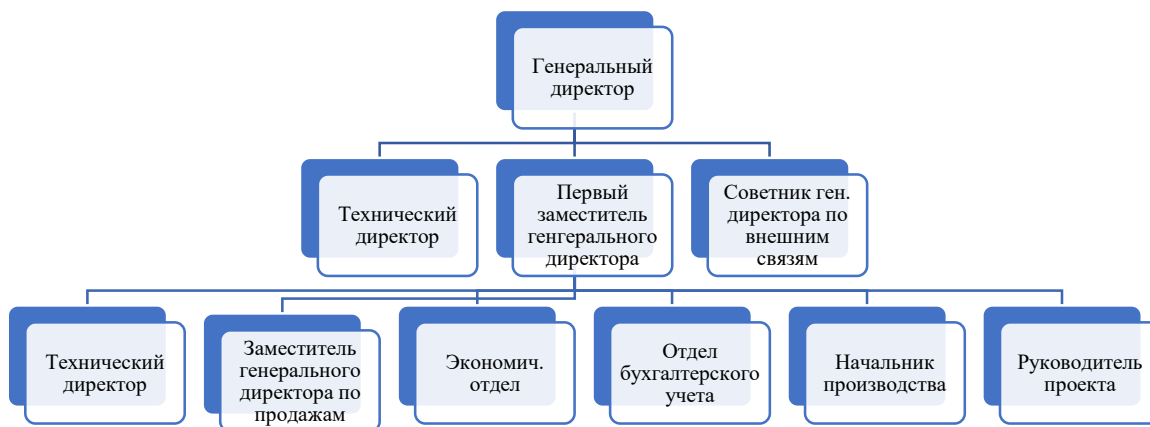 Генеральный
директор
Технический
директор
Первый
заместитель
генгерального
директора
Советник ген.
директора по
внешним
связям
Технический
директор
Заместитель
генерального
директора по
продажам
Экономич.
отдел
Отдел
бухгалтерского
учета
Начальник
производства
Руководитель
проекта